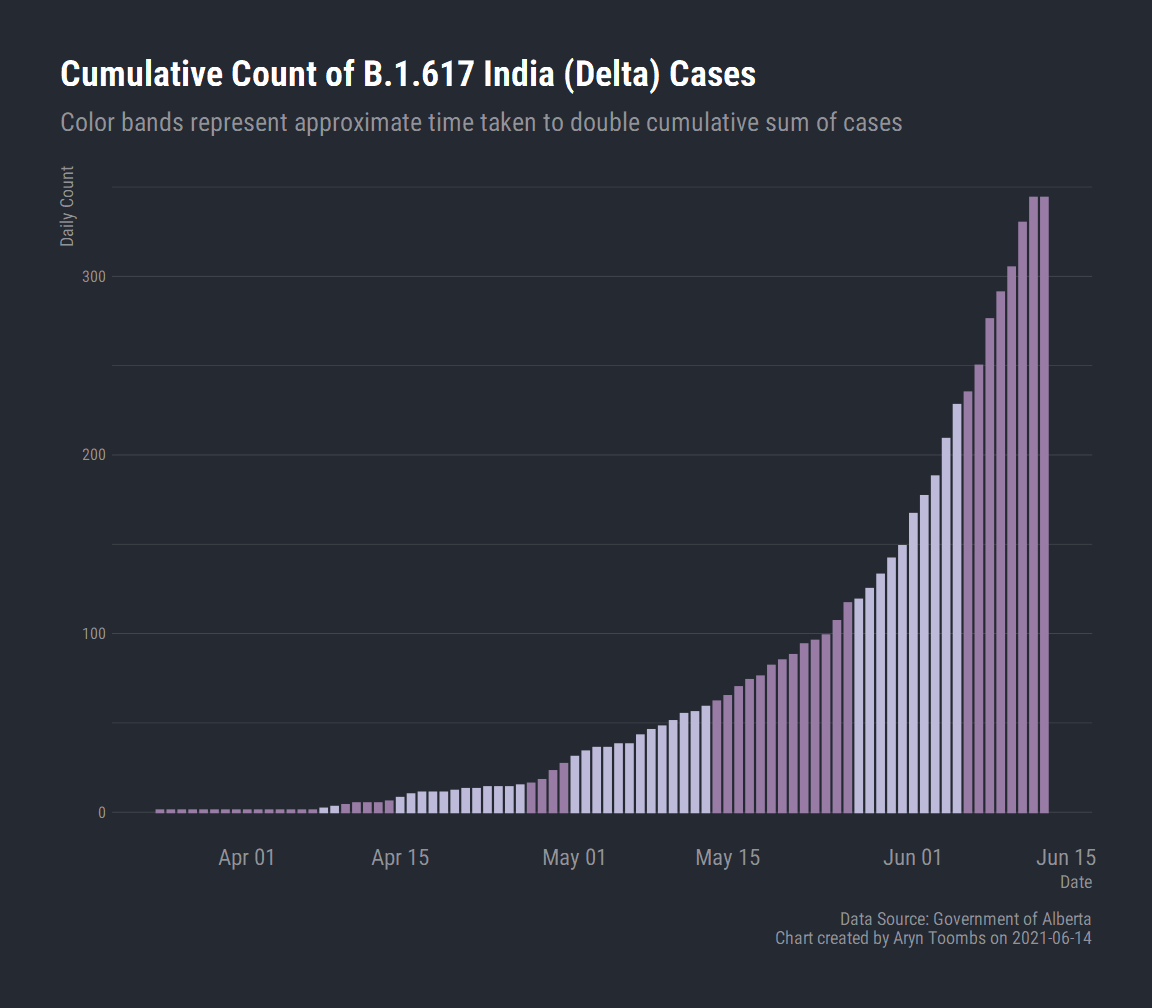 Cumulative Count of B.1.617 India (Delta) Cases
Color bands represent approximate time taken to double cumulative sum of cases
Daily Count
300
200
100
0
Apr 01
Apr 15
May 01
May 15
Jun 01
Jun 15
Date
Data Source: Government of Alberta
Chart created by Aryn Toombs on 2021-06-14